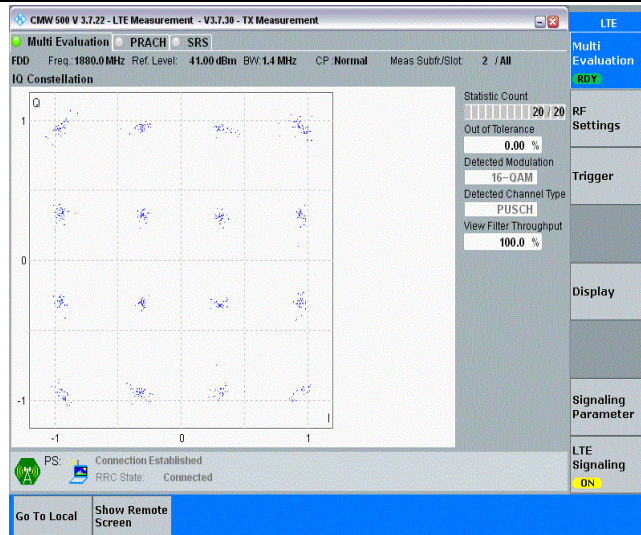 CMW 500 V 3.7.22 - LTE Measurement - V3.7.30 - TX Measurement
LTE
Multi Evaluation PRACH SRS
Multi
Evaluation
RDY
FDD Freq.:1880.0 MHz Ref. Level: 41.00 dBm BW:1.4 MHz CP :Normal Meas Subfr./Slot: 2 / All
IQ Constellation
Q
1
0
-1
-1 0 1
I
Statistic Count
20 / 20
Out of Tolerance
0.00 %
Detected Modulation
16-QAM
Detected Channel Type
PUSCH
View Filter Throughput
100.0 %
RF
Settings
Trigger
Display
Signaling
Parameter
LTE
Signaling
ON
PS: Connection Established
RRC State: Connected
Go To Local
Show Remote
Screen